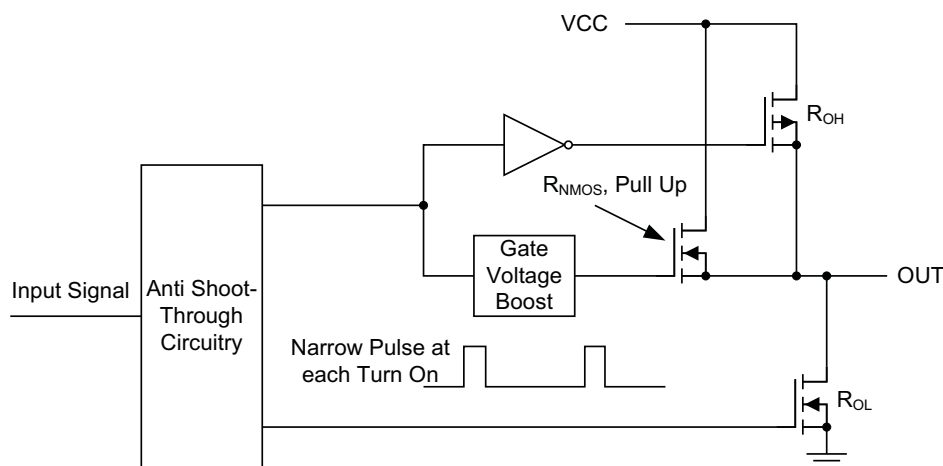 VCC
ROH
RNMOS, Pull Up
Gate
Voltage
Boost
OUT
Input Signal
Anti Shoot-
Through
Circuitry
Narrow Pulse at
each Turn On
ROL